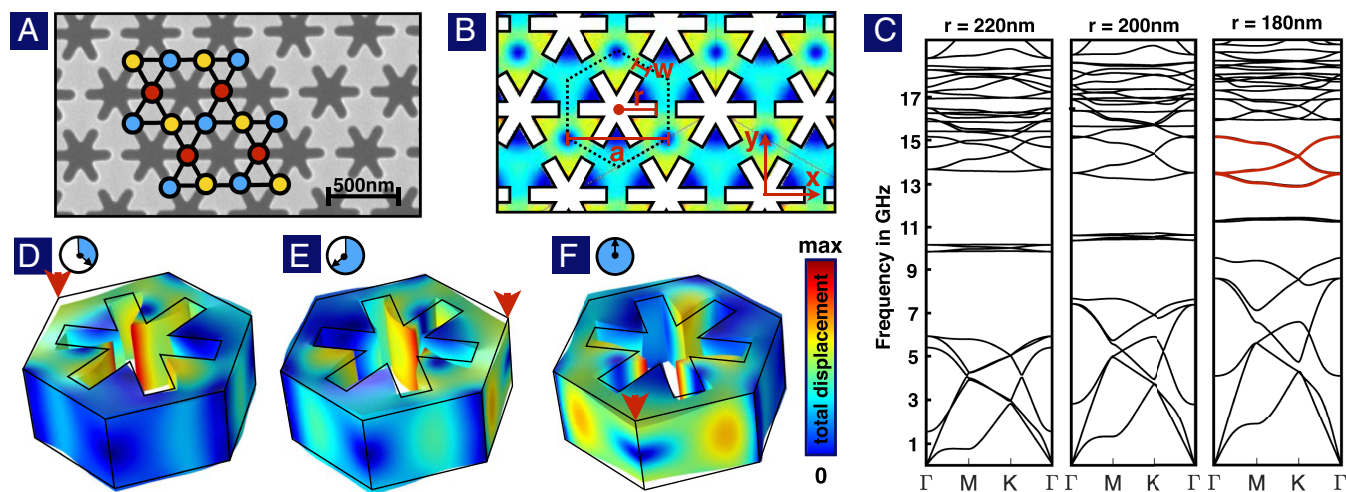 A
500nm
B
w
r
a
y
x
C
r = 220nm
r = 200nm
r = 180nm
Frequency in GHz
17
15
13
11
9
7
5
3
1
Γ M K Γ
Γ M K Γ
Γ M K Γ
D
E
F
max
total displacement
0